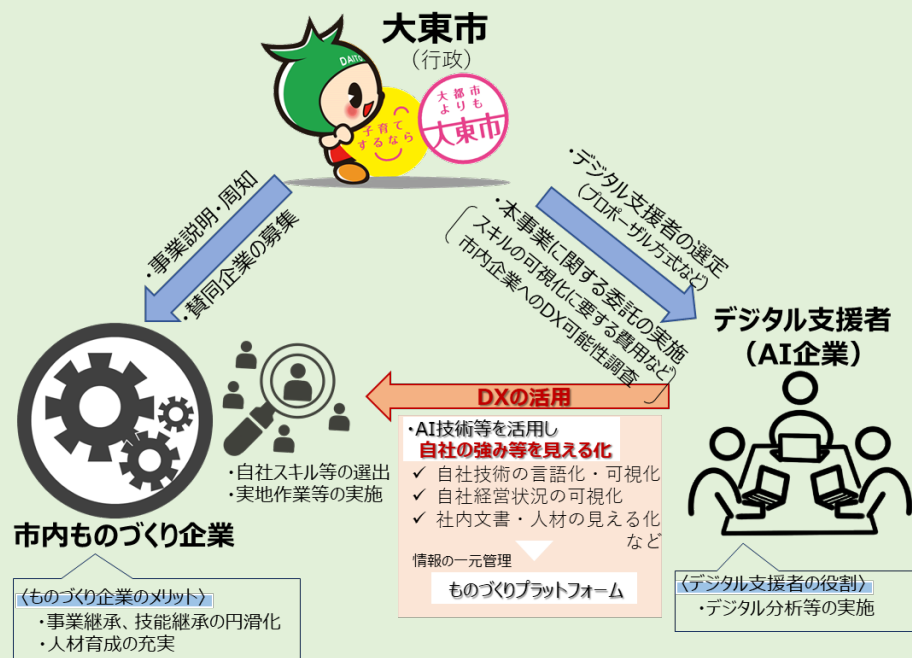 大東市
（行政）
DAITO
子育て
するなら
大都市
よりも
大東市
・事業説明・周知
・賛同企業の募集
・デジタル支援者の選定
（プロポーザル方式など）
・本事業に関する委託の実施
スキルの可視化に要する費用など
市内企業へのDX可能性調査
デジタル支援者
（AI企業）
DXの活用
・AI技術等を活用し
自社の強み等を見える化
✓ 自社技術の言語化・可視化
✓ 自社経営状況の可視化
✓ 社内文書・人材の見える化
など
情報の一元管理
ものづくりプラットフォーム
・自社スキル等の選出
・実地作業等の実施
市内ものづくり企業
〈ものづくり企業のメリット〉
・事業継承、技能継承の円滑化
・人材育成の充実
〈デジタル支援者の役割〉
・デジタル分析等の実施